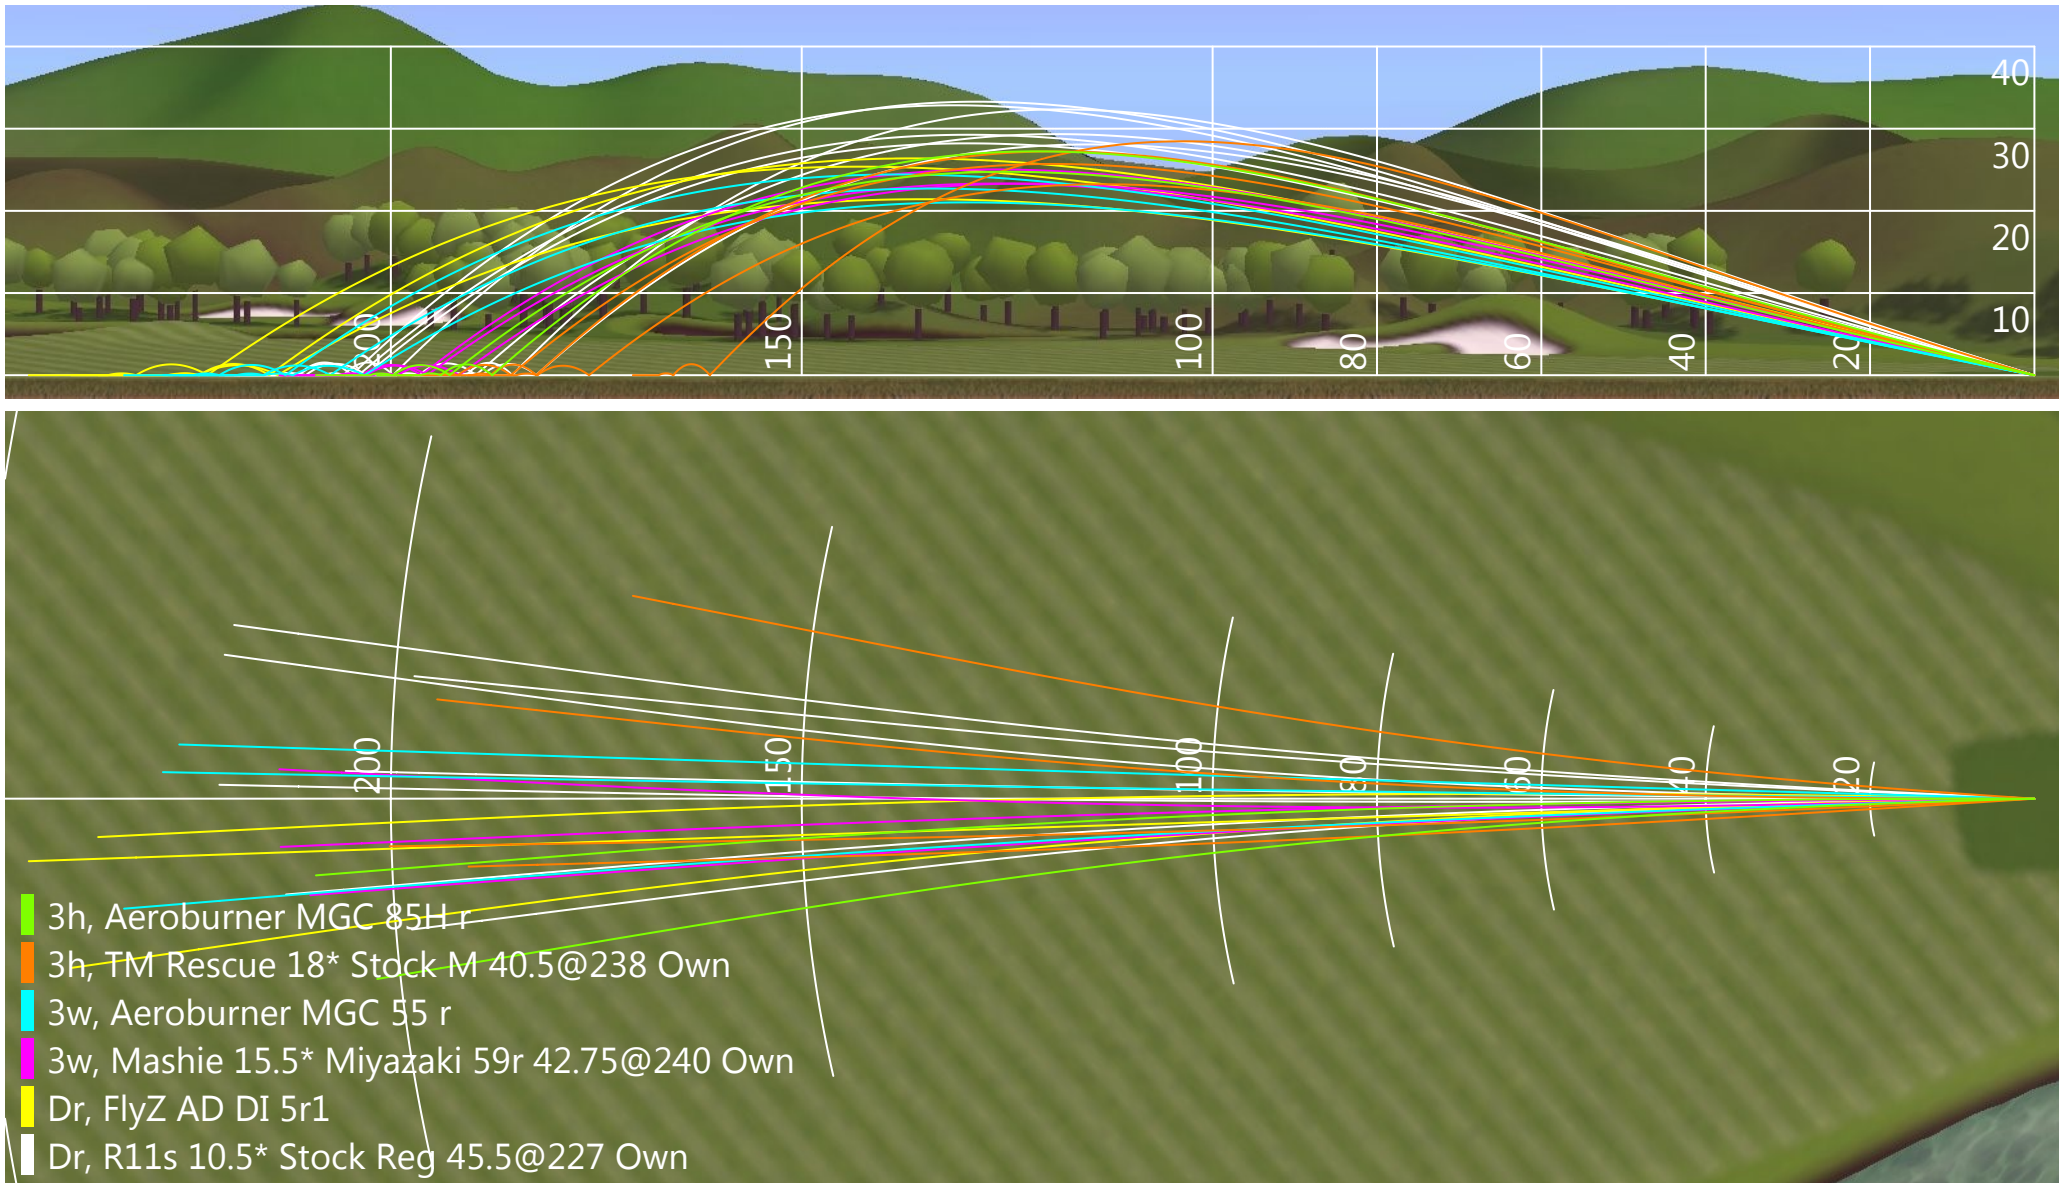 40
30
20
10
200 150 100 80 60 40 20
200 150 100 80 60 40 20
3h, Aeroburner MGC 85H r
3h, TM Rescue 18* Stock M 40.5@238 Own
3w, Aeroburner MGC 55 r
3w, Mashie 15.5* Miyazaki 59r 42.75@240 Own
Dr, FlyZ AD DI 5r1
Dr, R11s 10.5* Stock Reg 45.5@227 Own